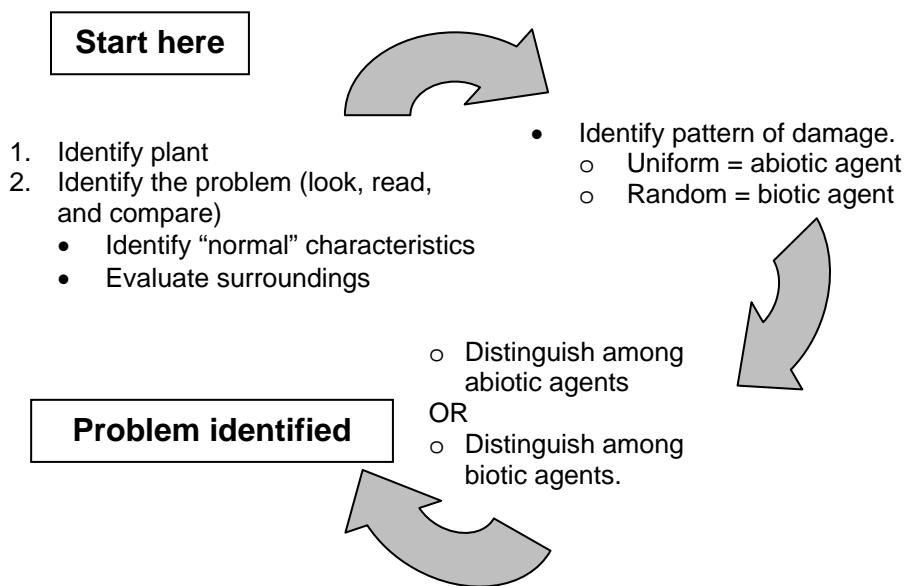 Start here
1. Identify plant
2. Identify the problem (look, read,
and compare)
• Identify “normal” characteristics
• Evaluate surroundings
• Identify pattern of damage.
o Uniform = abiotic agent
o Random = biotic agent
o Distinguish among
abiotic agents
OR
o Distinguish among
biotic agents.
Problem identified